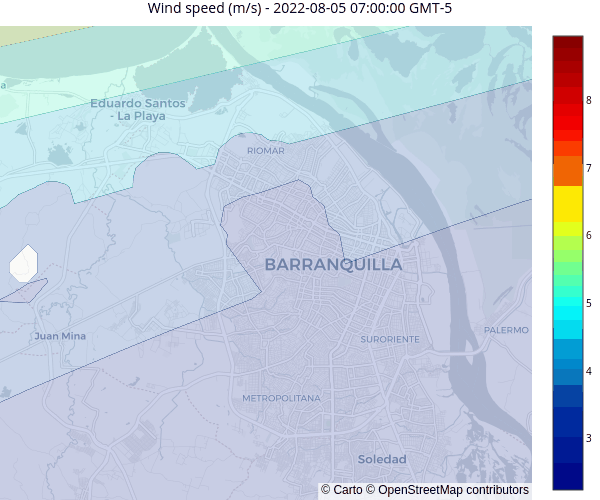 Wind speed (m/s) - 2022-08-05 07:00:00 GMT-5
a
Eduardo Santos
- La Playa
RIOMAR
BARRANQUILLA
Juan Mina
SURORIENTE
PALERMO
METROPOLITANA
Soledad
© Carto © OpenStreetMap contributors
8
7
6
5
4
3